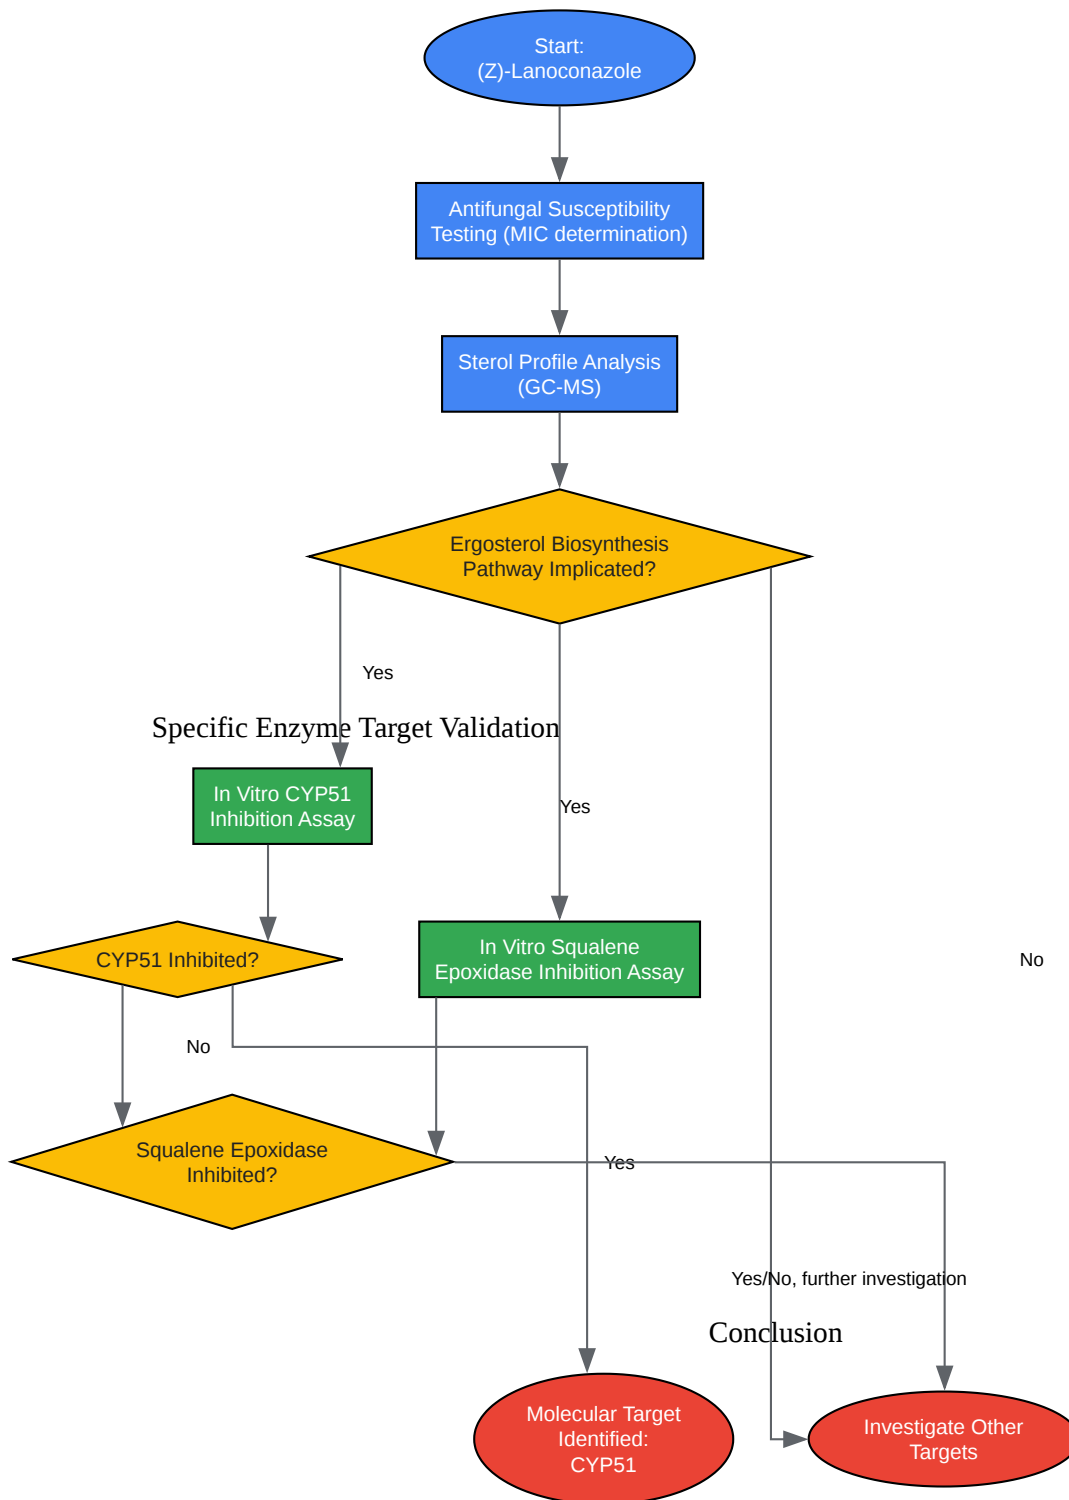 Start:
(Z)-Lanoconazole
Antifungal Susceptibility
Testing (MIC determination)
Sterol Profile Analysis
(GC-MS)
Ergosterol Biosynthesis
Pathway Implicated?
Yes
Specific Enzyme Target Validation
In Vitro CYP51
Inhibition Assay
Yes
In Vitro Squalene
Epoxidase Inhibition Assay
CYP51 Inhibited?
No
No
Squalene Epoxidase
Inhibited?
Yes
Yes/No, further investigation
Conclusion
Molecular Target
Identified:
CYP51
Investigate Other
Targets